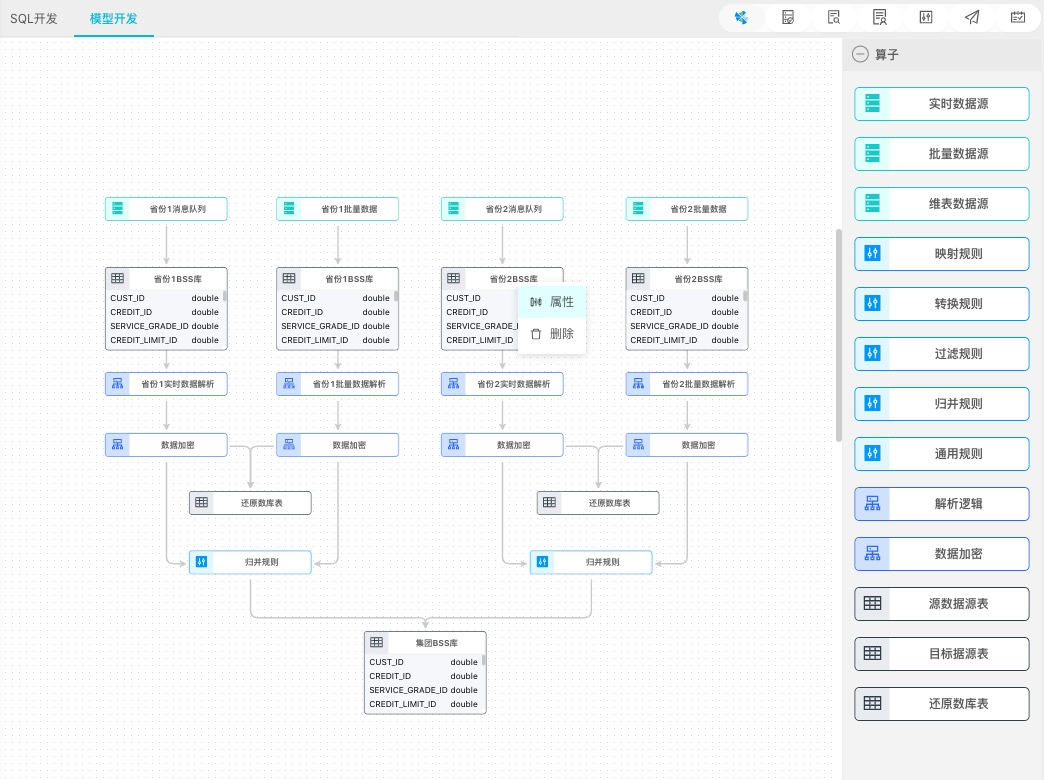 SQL开发
模型开发
算子
实时数据源
批量数据源
维表数据源
映射规则
转换规则
过滤规则
归并规则
通用规则
解析逻辑
数据加密
源数据源表
目标据源表
还原数库表
省份1消息队列
省份1批量数据
省份2消息队列
省份2批量数据
省份1BSS库
CUST_ID double
CREDIT_ID double
SERVICE_GRADE_ID double
CREDIT_LIMIT_ID double
省份1BSS库
CUST_ID double
CREDIT_ID double
SERVICE_GRADE_ID double
CREDIT_LIMIT_ID double
省份2BSS库
CUST_ID
CREDIT_ID
SERVICE_GRADE_ID
CREDIT_LIMIT_ID
属性
删除
省份2BSS库
CUST_ID double
CREDIT_ID double
SERVICE_GRADE_ID double
CREDIT_LIMIT_ID double
省份1实时数据解析
省份1批量数据解析
省份2实时数据解析
省份2批量数据解析
数据加密
数据加密
数据加密
数据加密
还原数库表
还原数库表
归并规则
归并规则
集团BSS库
CUST_ID double
CREDIT_ID double
SERVICE_GRADE_ID double
CREDIT_LIMIT_ID double